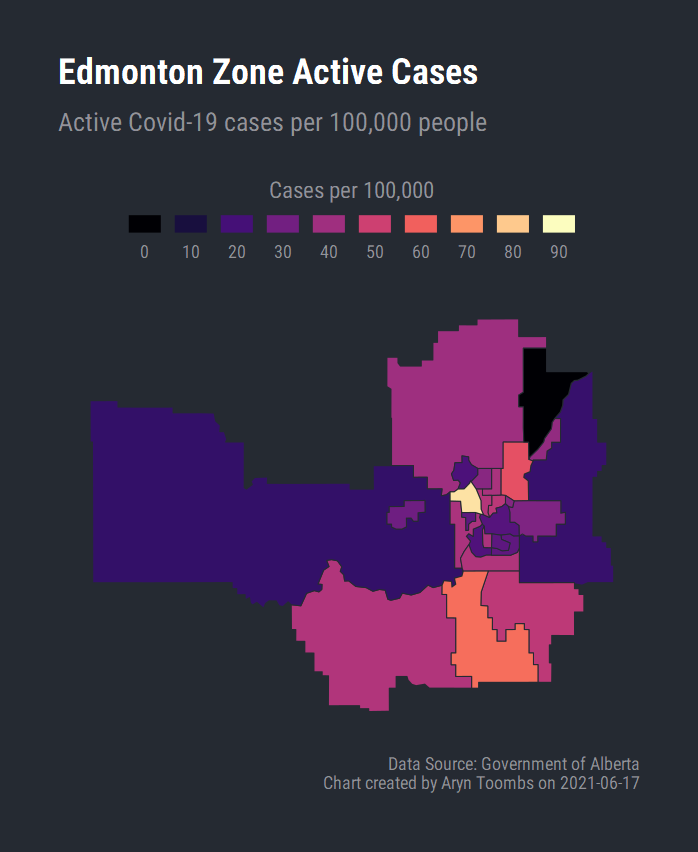 Edmonton Zone Active Cases
Active Covid-19 cases per 100,000 people
Cases per 100,000
0 10 20 30 40 50 60 70 80 90
Data Source: Government of Alberta
Chart created by Aryn Toombs on 2021-06-17